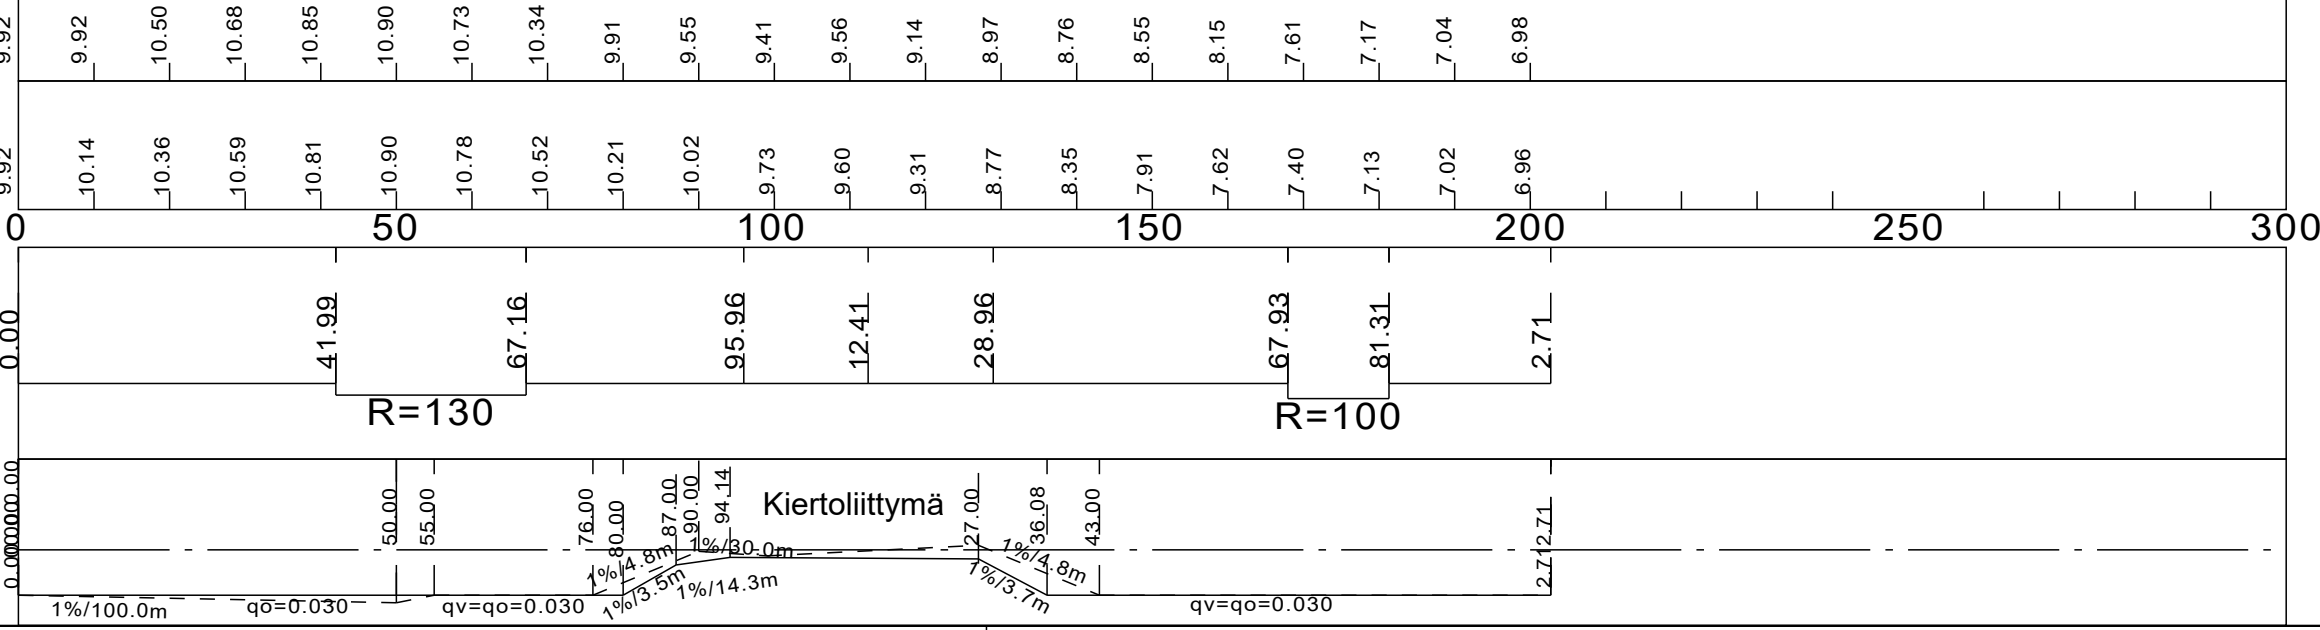 9.92 9.92 10.50 10.68 10.85 10.90 10.73 10.34 9.91 9.55 9.41 9.56 9.14 8.97 8.76 8.55 8.15 7.61 7.17 7.04 6.98
9.92 10.14 10.36 10.59 10.81 10.90 10.78 10.52 10.21 10.02 9.73 9.60 9.31 8.77 8.35 7.91 7.62 7.40 7.13 7.02 6.96
0 50 100 150 200 250 300
0.00 41.99 67.16 95.96 12.41 28.96 67.93 81.31 2.71
R=130 R=100
50.00 55.00 76.00 80.00 87.00 90.00 94.14 27.00 36.08 43.00 2.71
Kiertoliittymä
1%/4.8m 1%/30.0m 1%/4.8m
1%/3.5m 1%/14.3m 1%/3.7m
1%/100.0m qo=0.030 qv=qo=0.030 qv=qo=0.030